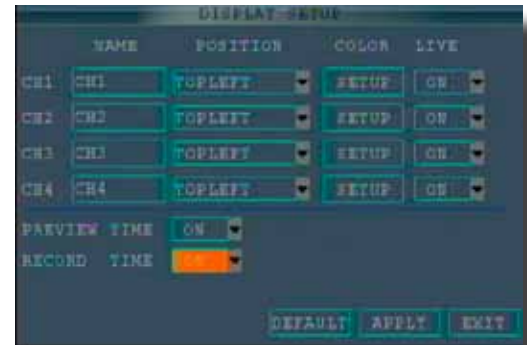 DISPLAY SETUP
NAME POSITION COLOR LIVE
CH1 CH1 TOPLEFT SETUP ON
CH2 CH2 TOPLEFT SETUP ON
CH3 CH3 TOPLEFT SETUP ON
CH4 CH4 TOPLEFT SETUP ON
PREVIEW TIME ON
RECORD TIME
DEFAULT APPLY EXIT